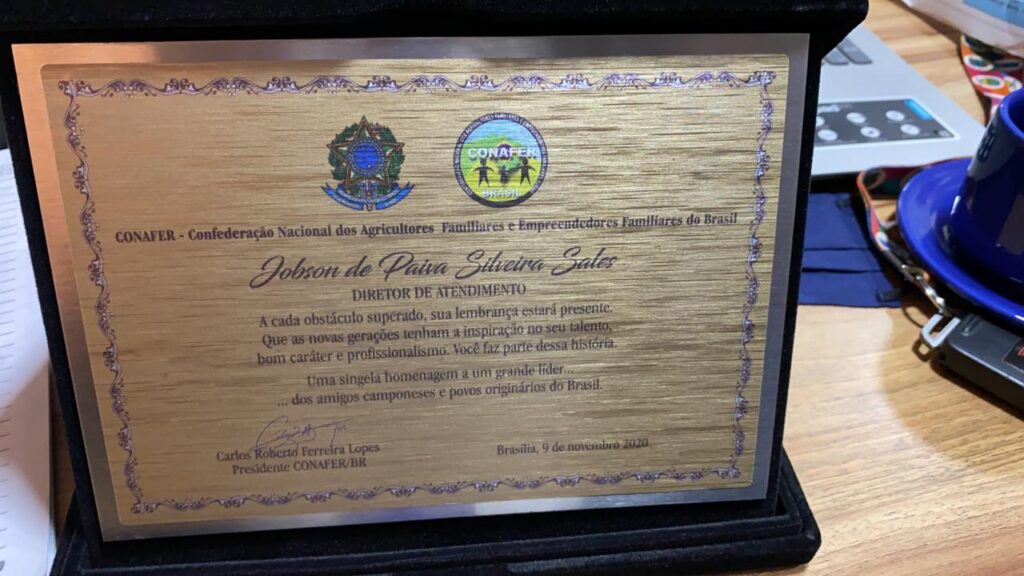 CONAFER
BRASIL
CONAFER - Confederação Nacional dos Agricultores Familiares e Empreendedores Familiares do Brasil
Jobson de Paiva Silveira Sales
DIRETOR DE ATENDIMENTO
A cada obstáculo superado, sua lembrança estará presente.
Que as novas gerações tenham a inspiração no seu talento,
bom caráter e profissionalismo. Você faz parte dessa história.
Uma singela homenagem a um grande líder...
... dos amigos camponeses e povos originários do Brasil.
Carlos Roberto Ferreira Lopes
Presidente CONAFER/BR
Brasília, 9 de novembro 2020